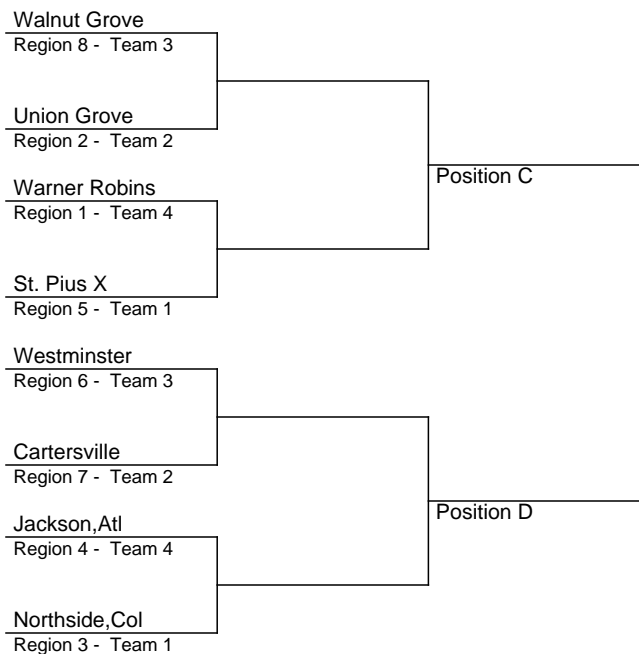 Walnut Grove
Region 8 - Team 3
Union Grove
Region 2 - Team 2
Position C
Warner Robins
Region 1 - Team 4
St. Pius X
Region 5 - Team 1
Westminster
Region 6 - Team 3
Cartersville
Region 7 - Team 2
Position D
Jackson,Atl
Region 4 - Team 4
Northside,Col
Region 3 - Team 1